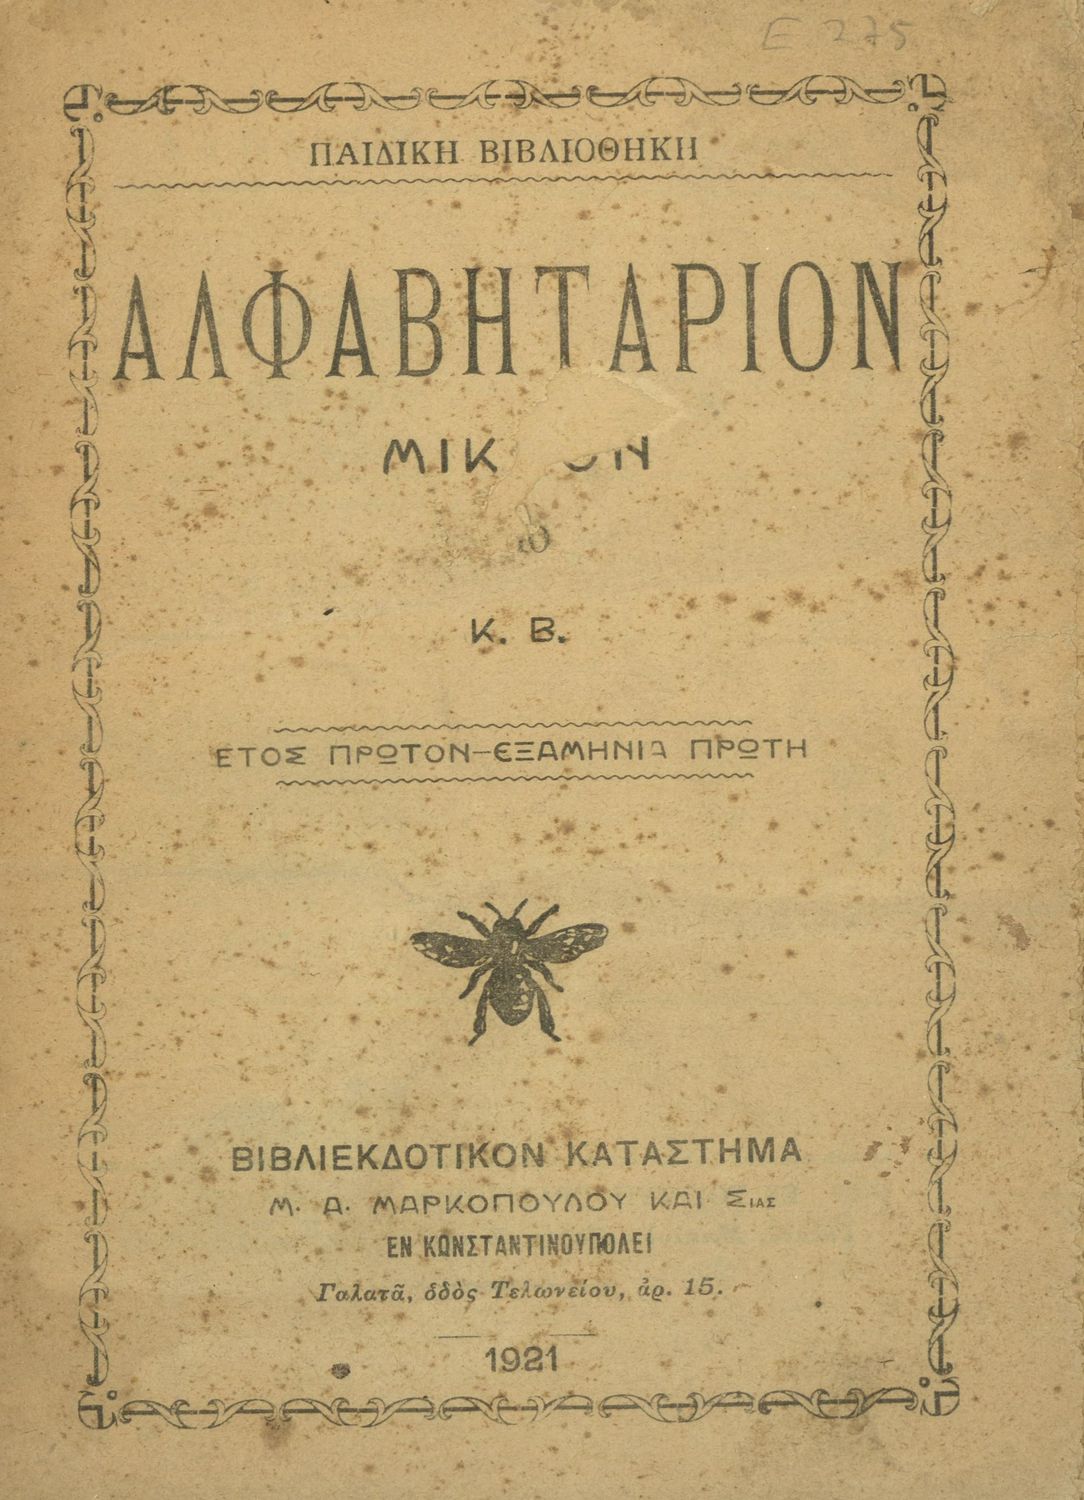 E 275
ΠΑΙΔΙΚΗ ΒΙΒΛΙΟΘΗΚΗ
ΑΛΦΑΒΗΤΑΡΙΟΝ
Κ. Β.
ΕΤΟΣ ΠΡΩΤΟΝ–ΕΞΑΜΗΝΙΑ ΠΡΩΤΗ
ΒΙΒΛΙΕΚΔΟΤΙΚΟΝ ΚΑΤΑΣΤΗΜΑ
Μ. Α. ΜΑΡΚΟΠΟΥΛΟΥ ΚΑΙ ΣΙΑΣ
ΕΝ ΚΩΝΣΤΑΝΤΙΝΟΥΠΟΛΕΙ
Γαλατᾶ, ὁδὸς Τελωνείου, ἀρ. 15.
1921